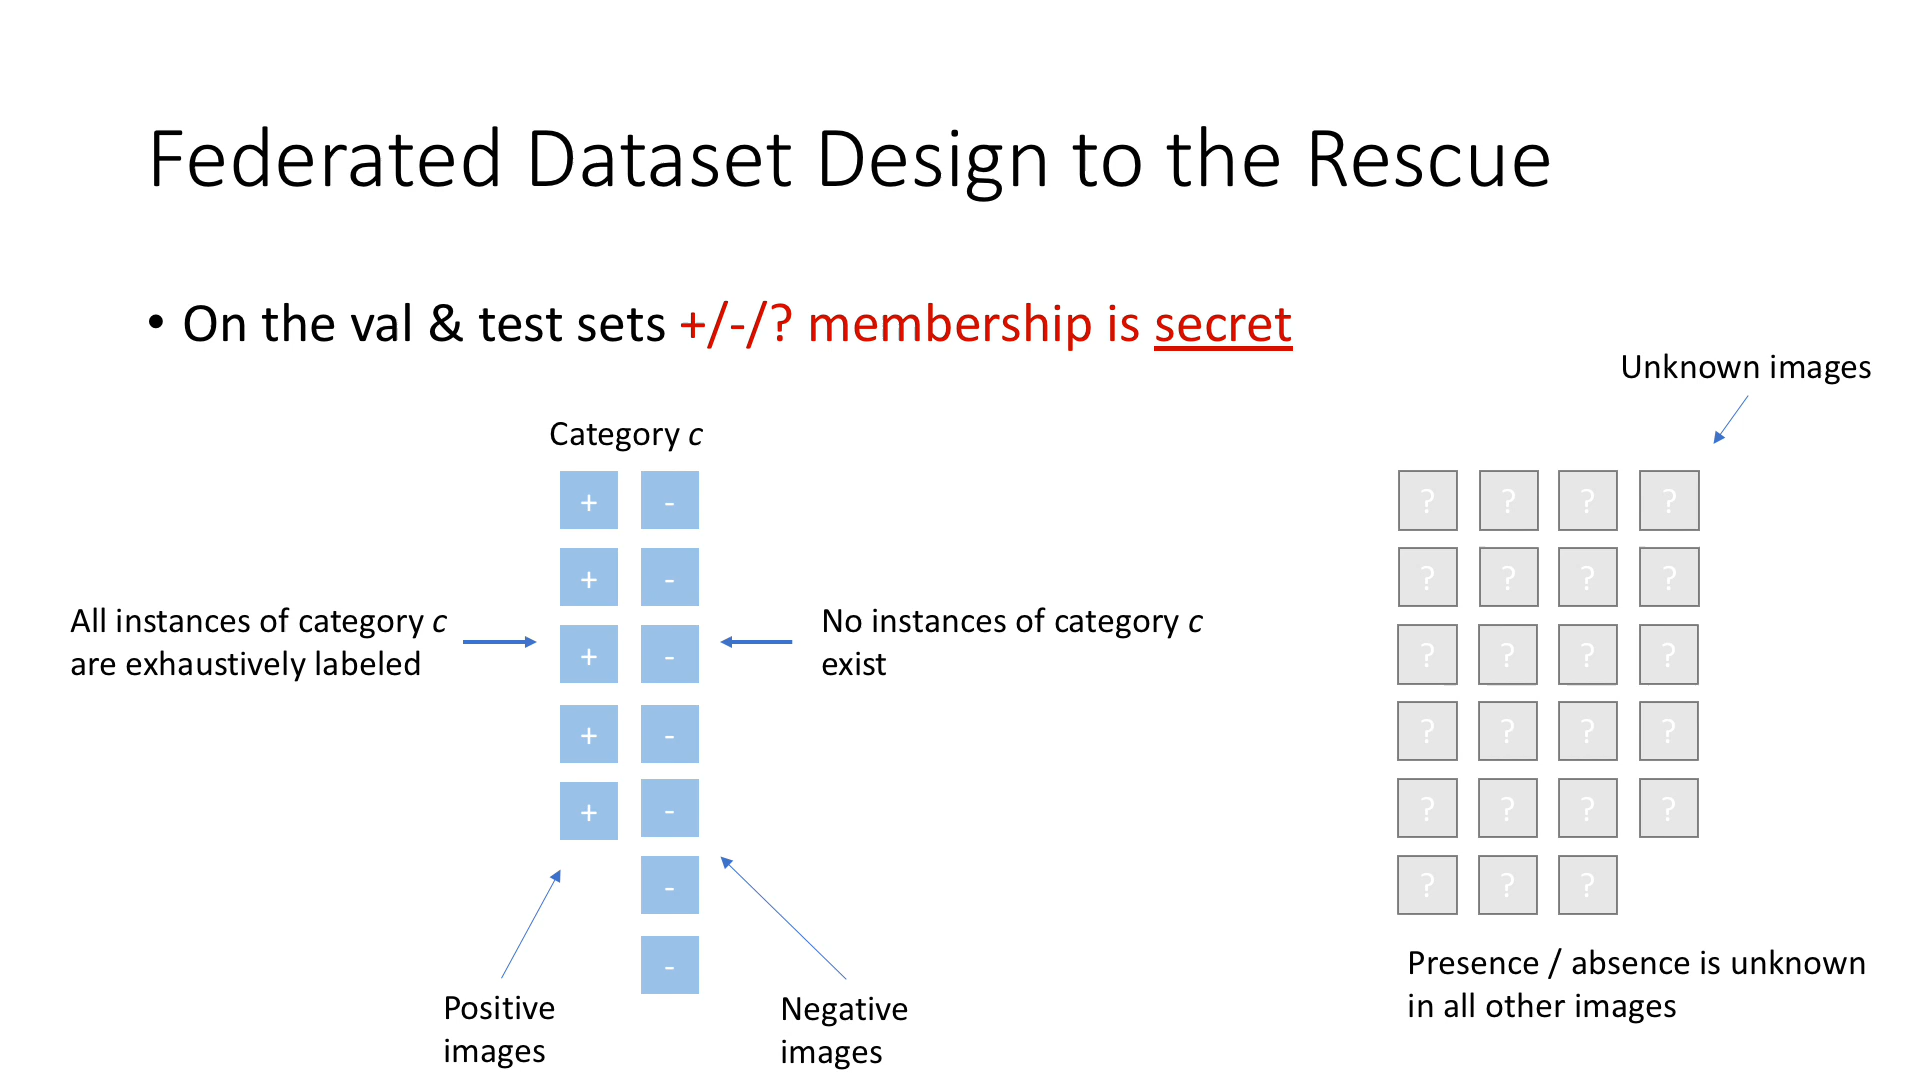 Federated Dataset Design to the Rescue
• On the val & test sets +/-/? membership is secret
Unknown images
Category c
+ -
+ -
+ -
+ -
+ -
-
-
All instances of category c
are exhaustively labeled
No instances of category c
exist
Positive
images
Negative
images
? ? ? ?
? ? ? ?
? ? ? ?
? ? ? ?
? ? ? ?
? ? ?
Presence / absence is unknown
in all other images